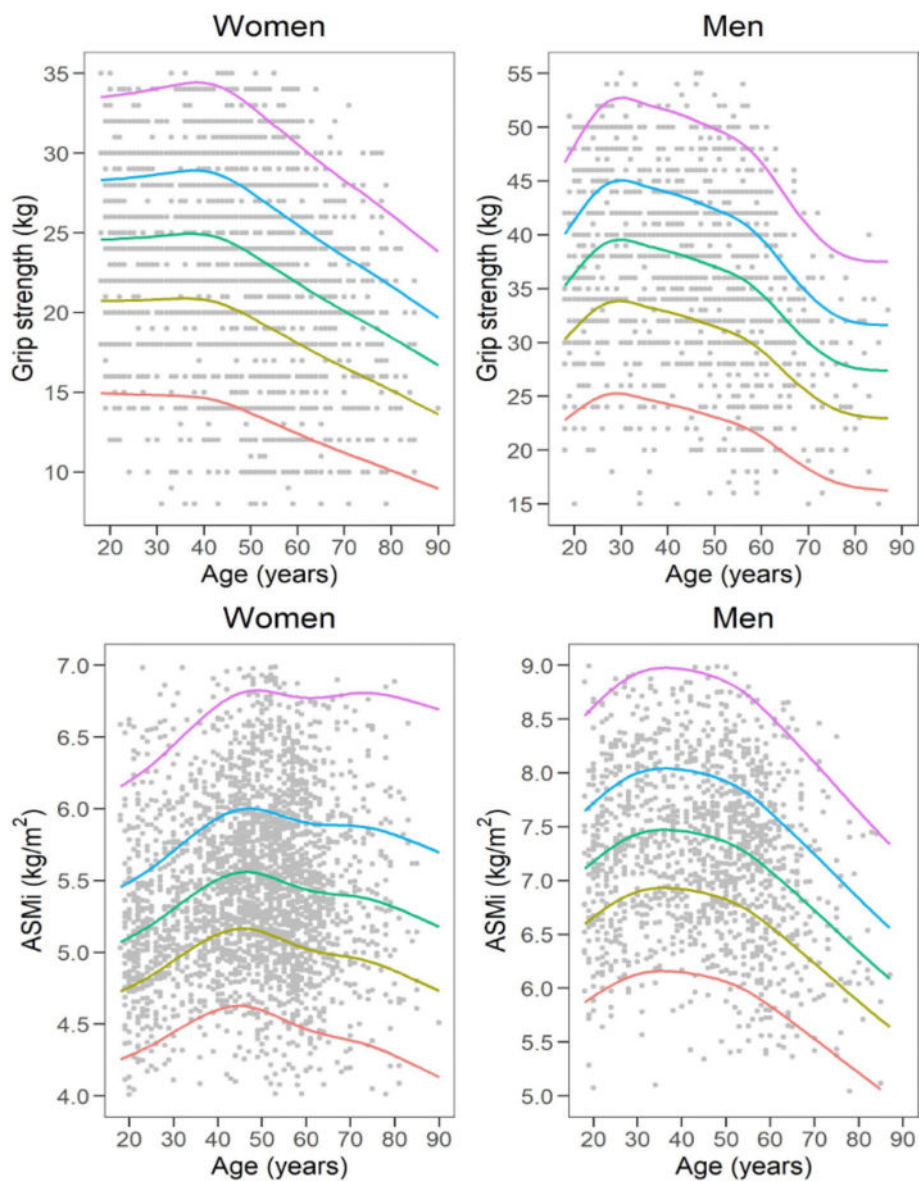 Women
Men
Grip strength (kg)
35
30
25
20
15
10
20 30 40 50 60 70 80 90
Age (years)
Grip strength (kg)
55
50
45
40
35
30
25
20
15
20 30 40 50 60 70 80 90
Age (years)
Women
Men
ASMi (kg/m²)
7.0
6.5
6.0
5.5
5.0
4.5
4.0
20 30 40 50 60 70 80 90
Age (years)
ASMi (kg/m²)
9.0
8.5
8.0
7.5
7.0
6.5
6.0
5.5
5.0
20 30 40 50 60 70 80 90
Age (years)